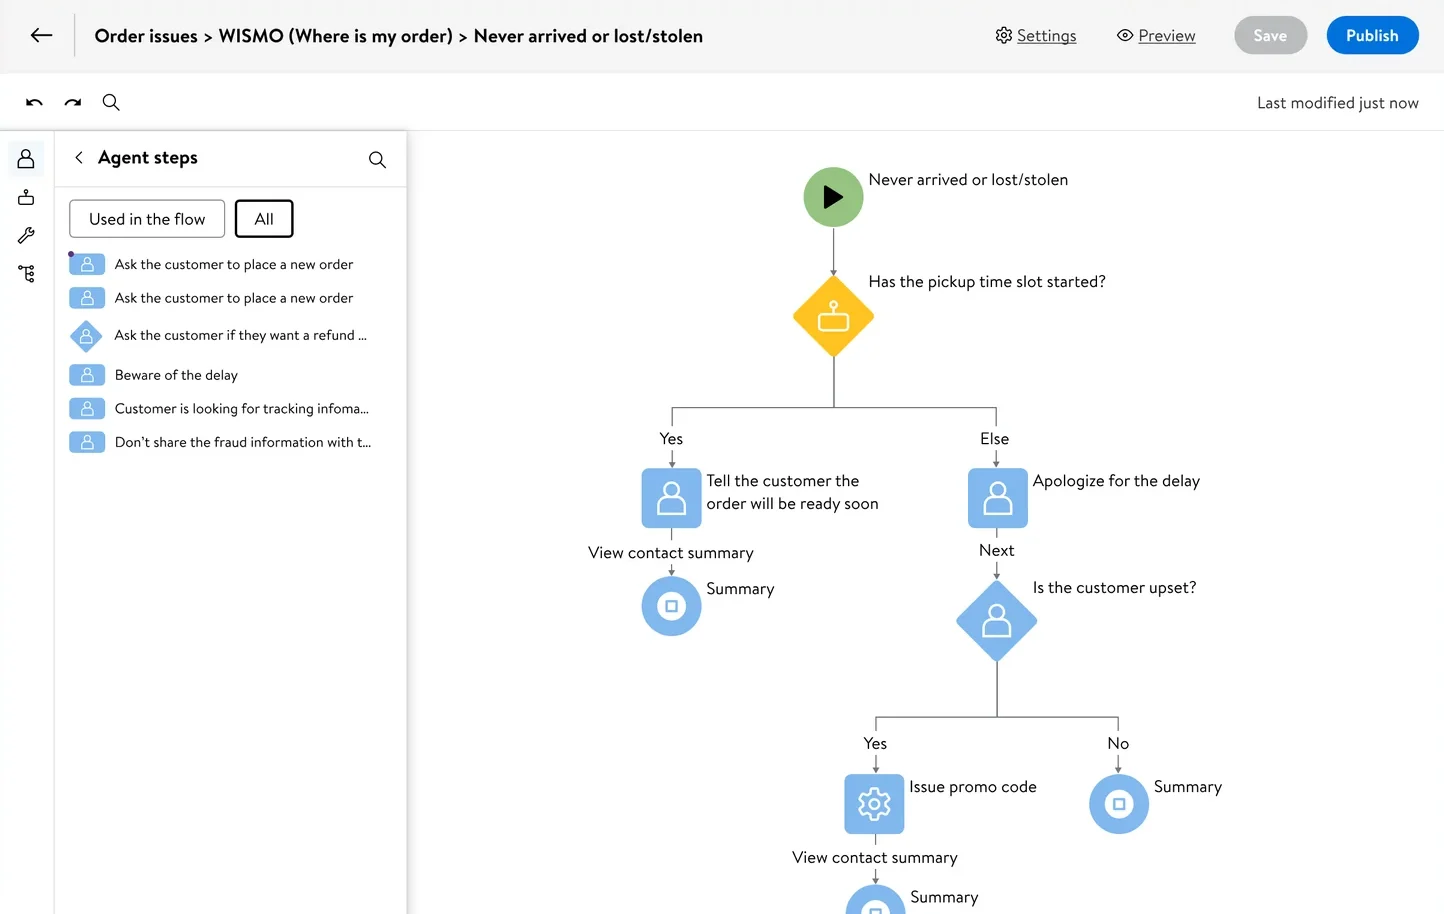 Order issues > WISMO (Where is my order) > Never arrived or lost/stolen
Settings
Preview
Save
Publish
Last modified just now
Agent steps
Used in the flow
All
Ask the customer to place a new order
Ask the customer to place a new order
Ask the customer if they want a refund ...
Beware of the delay
Customer is looking for tracking infoma...
Don't share the fraud information with t...
Never arrived or lost/stolen
Has the pickup time slot started?
Yes
Else
Tell the customer the
order will be ready soon
Apologize for the delay
View contact summary
Next
Summary
Is the customer upset?
Yes
No
Issue promo code
Summary
View contact summary
Summary